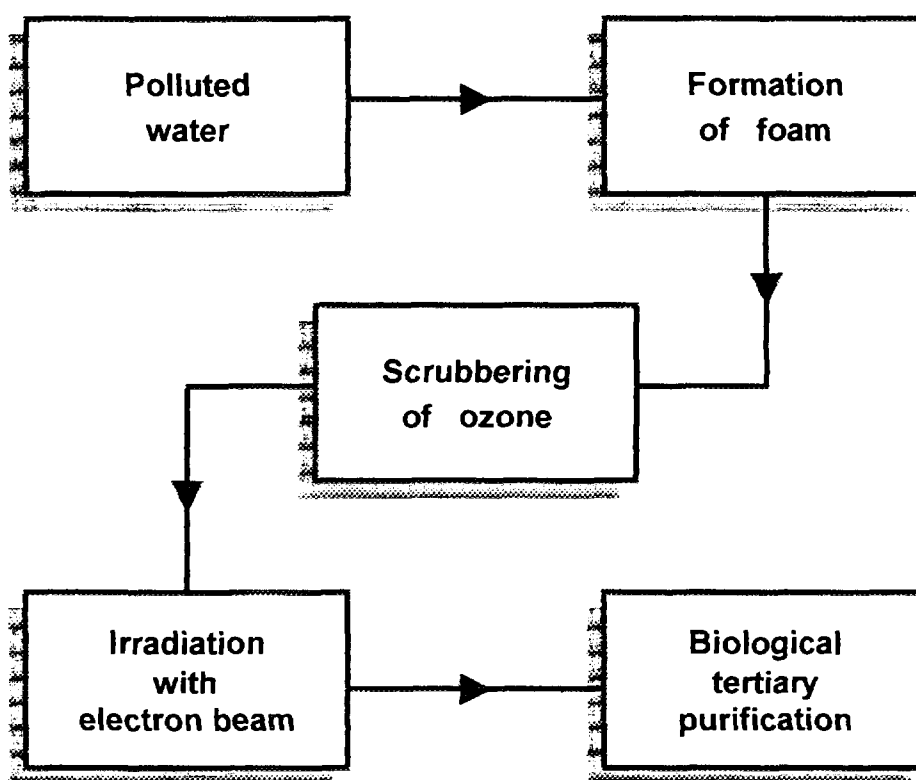 Polluted
water
Formation
of foam
Scrubbering
of ozone
Irradiation
with
electron beam
Biological
tertiary
purification